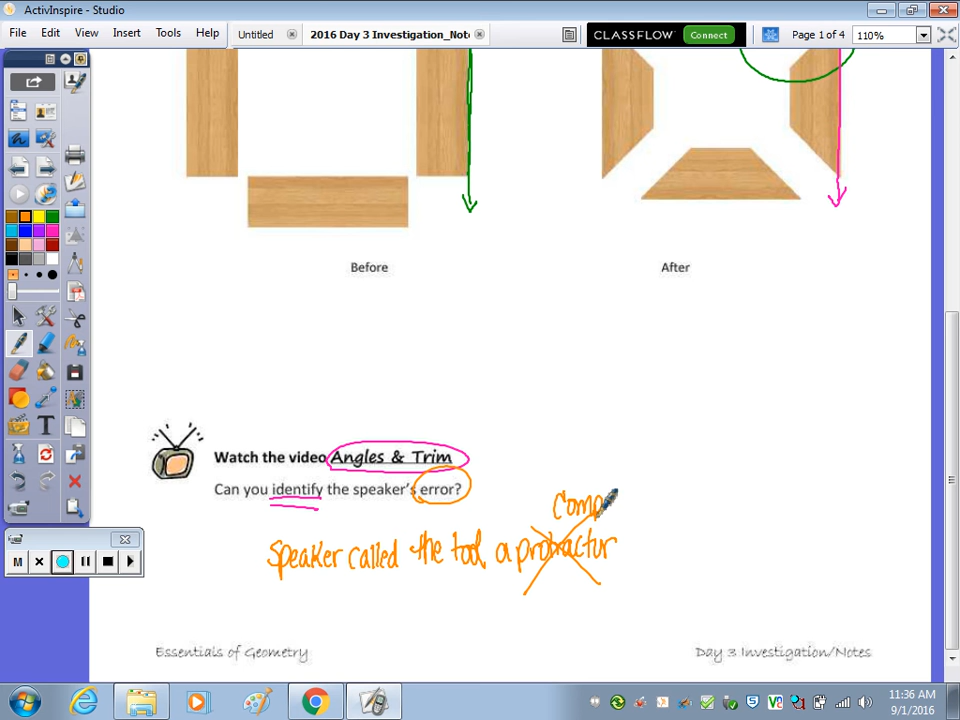 ActivInspire - Studio
File Edit View Insert Tools Help Untitled 2016 Day 3 Investigation_Not CLASSFLOW Connect Page 1 of 4 110%
Before After
Watch the video Angles & Trim
Can you identify the speaker's error?
comp
Speaker called the tool a protractor
Essentials of Geometry Day 3 Investigation/Notes
M
11:36 AM
9/1/2016